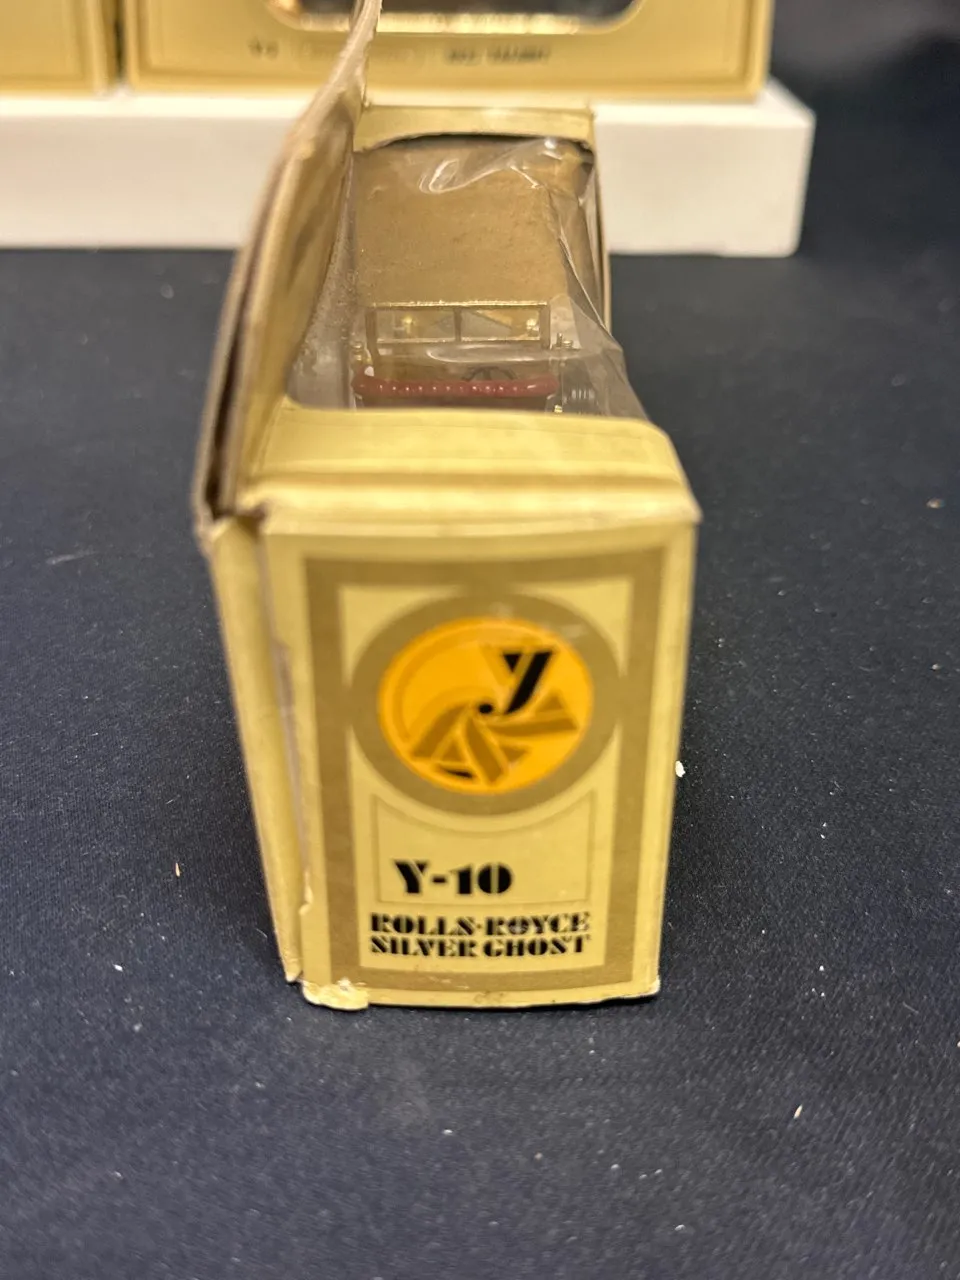 Y
Y-10
ROLLS·ROYCE
SILVER GHOST